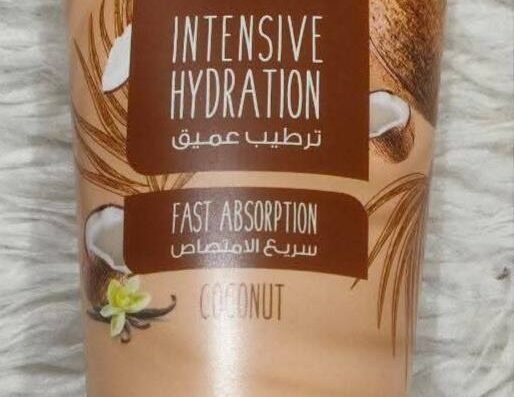 INTENSIVE
HYDRATION
ترطيب عميق
FAST ABSORPTION
سريع الامتصاص
COCONUT